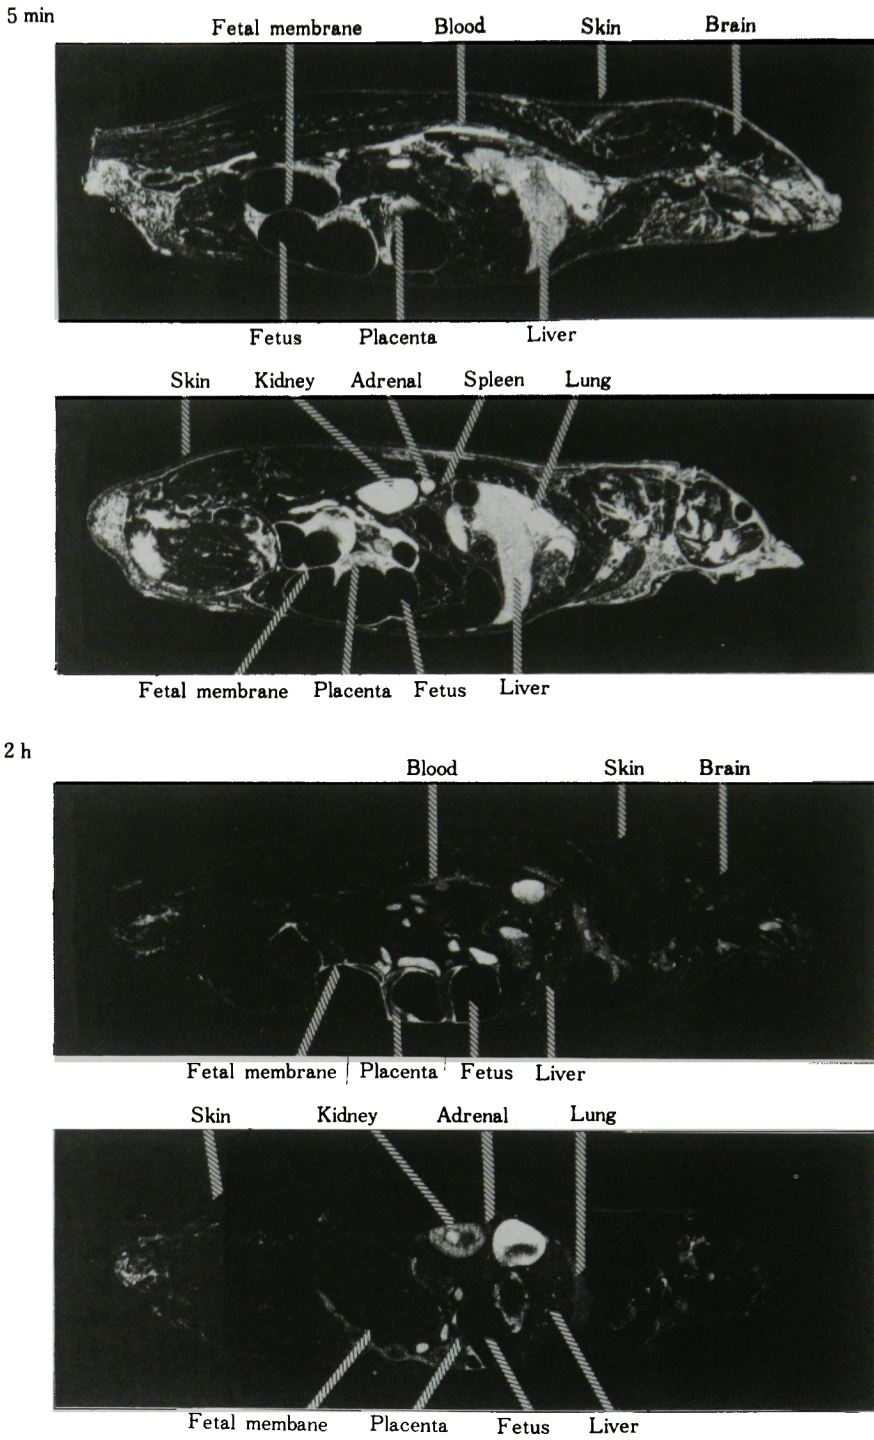 5 min
Fetal membrane Blood Skin Brain
Fetus Placenta Liver
Skin Kidney Adrenal Spleen Lung
Fetal membrane Placenta Fetus Liver
2 h
Blood Skin Brain
Fetal membrane Placenta Fetus Liver
Skin Kidney Adrenal Lung
Fetal membane Placenta Fetus Liver